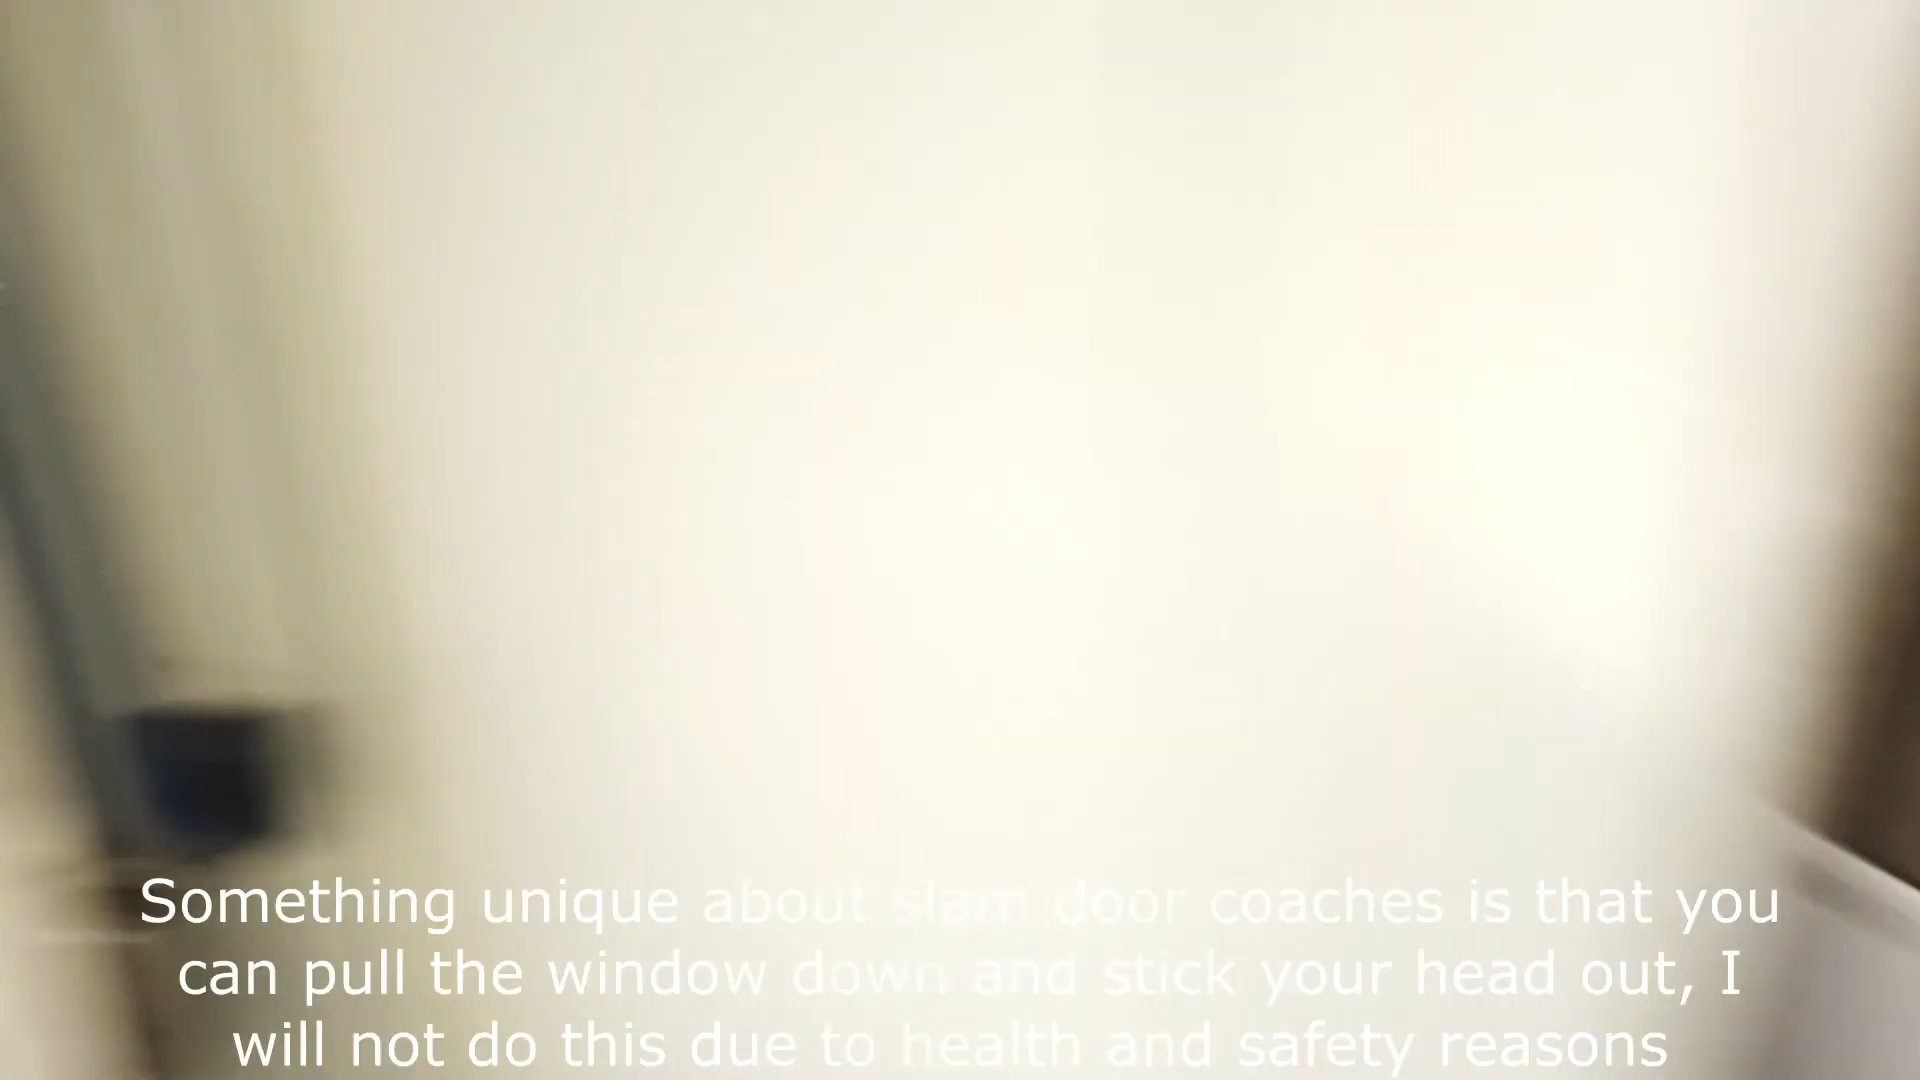 Something unique about slam door coaches is that you
can pull the window down and stick your head out, I
will not do this due to health and safety reasons